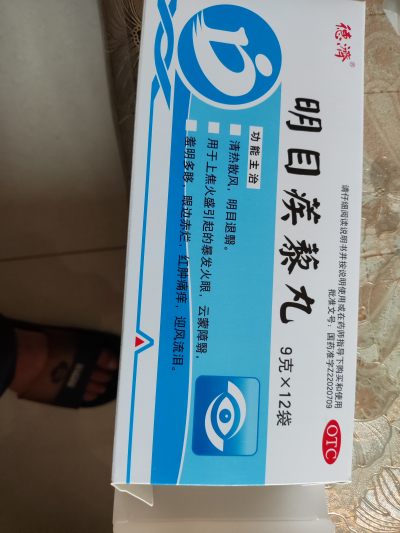 德濟®
请仔细阅读说明书并按说明使用或在药师指导下购买和使用
批准文号:国药准字Z22020709
OTC
明目蒺藜丸
9克×12袋
功能主治
清热散风,明目退翳。
用于上焦火盛引起的暴发火眼,云蒙障翳,
羞明多眵,眼边赤烂,红肿痛痒,迎风流泪。